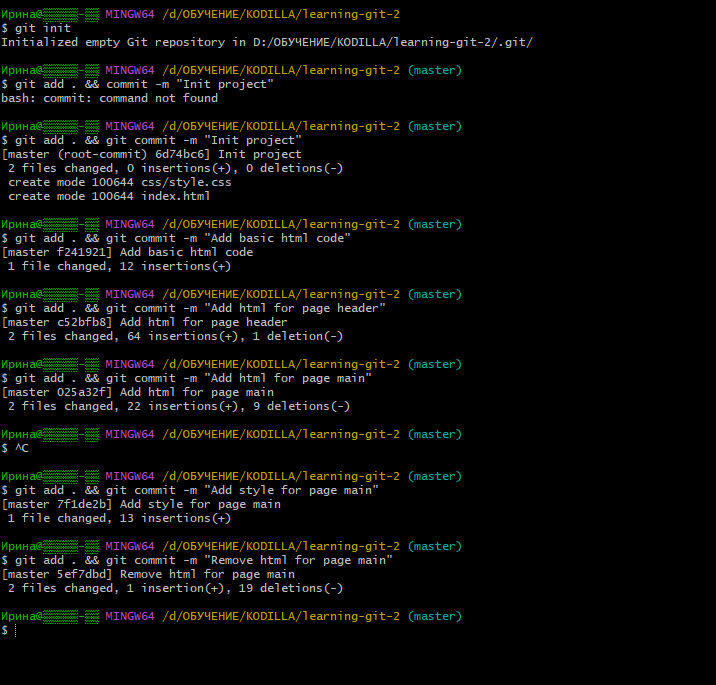 Ирина@▒▒▒▒▒-▒▒ MINGW64 /d/ОБУЧЕНИЕ/KODILLA/learning-git-2
$ git init
Initialized empty Git repository in D:/ОБУЧЕНИЕ/KODILLA/learning-git-2/.git/
Ирина@▒▒▒▒▒-▒▒ MINGW64 /d/ОБУЧЕНИЕ/KODILLA/learning-git-2 (master)
$ git add . && commit -m "Init project"
bash: commit: command not found
Ирина@▒▒▒▒▒-▒▒ MINGW64 /d/ОБУЧЕНИЕ/KODILLA/learning-git-2 (master)
$ git add . && git commit -m "Init project"
[master (root-commit) 6d74bc6] Init project
2 files changed, 0 insertions(+), 0 deletions(-)
create mode 100644 css/style.css
create mode 100644 index.html
Ирина@▒▒▒▒▒-▒▒ MINGW64 /d/ОБУЧЕНИЕ/KODILLA/learning-git-2 (master)
$ git add . && git commit -m "Add basic html code"
[master f241921] Add basic html code
1 file changed, 12 insertions(+)
Ирина@▒▒▒▒▒-▒▒ MINGW64 /d/ОБУЧЕНИЕ/KODILLA/learning-git-2 (master)
$ git add . && git commit -m "Add html for page header"
[master c52bfb8] Add html for page header
2 files changed, 64 insertions(+), 1 deletion(-)
Ирина@▒▒▒▒▒-▒▒ MINGW64 /d/ОБУЧЕНИЕ/KODILLA/learning-git-2 (master)
$ git add . && git commit -m "Add html for page main"
[master 025a32f] Add html for page main
2 files changed, 22 insertions(+), 9 deletions(-)
Ирина@▒▒▒▒▒-▒▒ MINGW64 /d/ОБУЧЕНИЕ/KODILLA/learning-git-2 (master)
$ ^C
Ирина@▒▒▒▒▒-▒▒ MINGW64 /d/ОБУЧЕНИЕ/KODILLA/learning-git-2 (master)
$ git add . && git commit -m "Add style for page main"
[master 7f1de2b] Add style for page main
1 file changed, 13 insertions(+)
Ирина@▒▒▒▒▒-▒▒ MINGW64 /d/ОБУЧЕНИЕ/KODILLA/learning-git-2 (master)
$ git add . && git commit -m "Remove html for page main"
[master 5ef7dbd] Remove html for page main
2 files changed, 1 insertion(+), 19 deletions(-)
Ирина@▒▒▒▒▒-▒▒ MINGW64 /d/ОБУЧЕНИЕ/KODILLA/learning-git-2 (master)
$